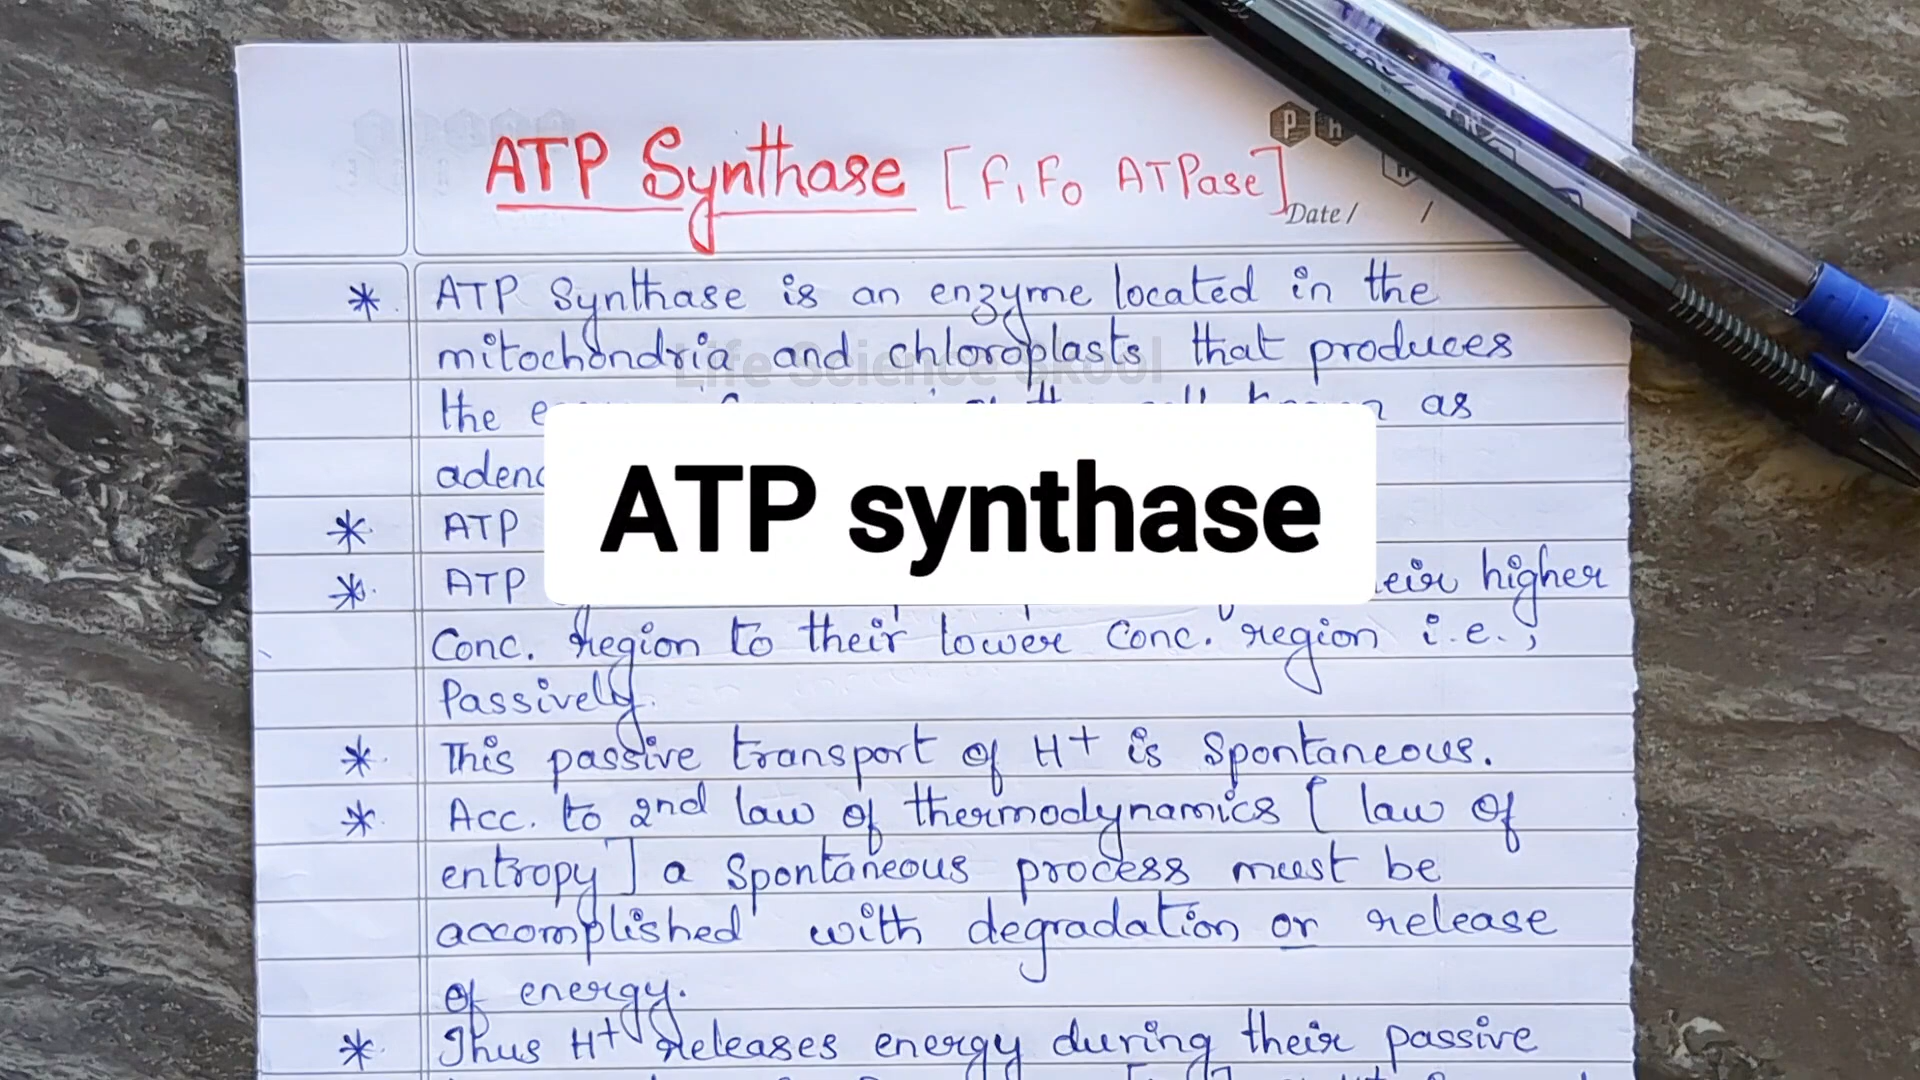 ATP Synthase [F1F0 ATPase]
Date / /
* ATP Synthase is an enzyme located in the
mitochondria and chloroplasts that produces
Life Science Skool
the as
ATP synthase
* ATP
* ATP higher
Conc. region to their lower conc. region i.e.,
Passively.
* This passive transport of H+ is Spontaneous.
* Acc. to 2nd law of thermodynamics [ law of
entropy ] a Spontaneous process must be
accomplished with degradation or release
of energy.
* Thus H+ releases energy during their passive